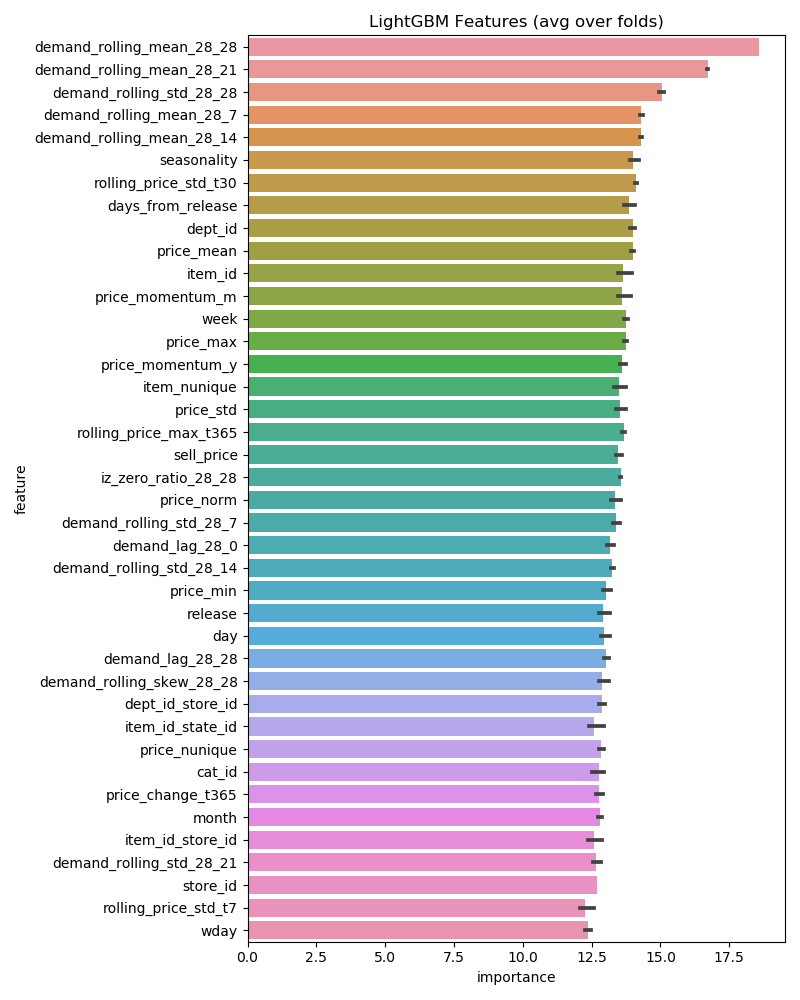 LightGBM Features (avg over folds)
demand_rolling_mean_28_28
demand_rolling_mean_28_21
demand_rolling_std_28_28
demand_rolling_mean_28_7
demand_rolling_mean_28_14
seasonality
rolling_price_std_t30
days_from_release
dept_id
price_mean
item_id
price_momentum_m
week
price_max
price_momentum_y
item_nunique
price_std
rolling_price_max_t365
sell_price
iz_zero_ratio_28_28
price_norm
demand_rolling_std_28_7
demand_lag_28_0
demand_rolling_std_28_14
price_min
release
day
demand_lag_28_28
demand_rolling_skew_28_28
dept_id_store_id
item_id_state_id
price_nunique
cat_id
price_change_t365
month
item_id_store_id
demand_rolling_std_28_21
store_id
rolling_price_std_t7
wday
feature
0.0 2.5 5.0 7.5 10.0 12.5 15.0 17.5
importance